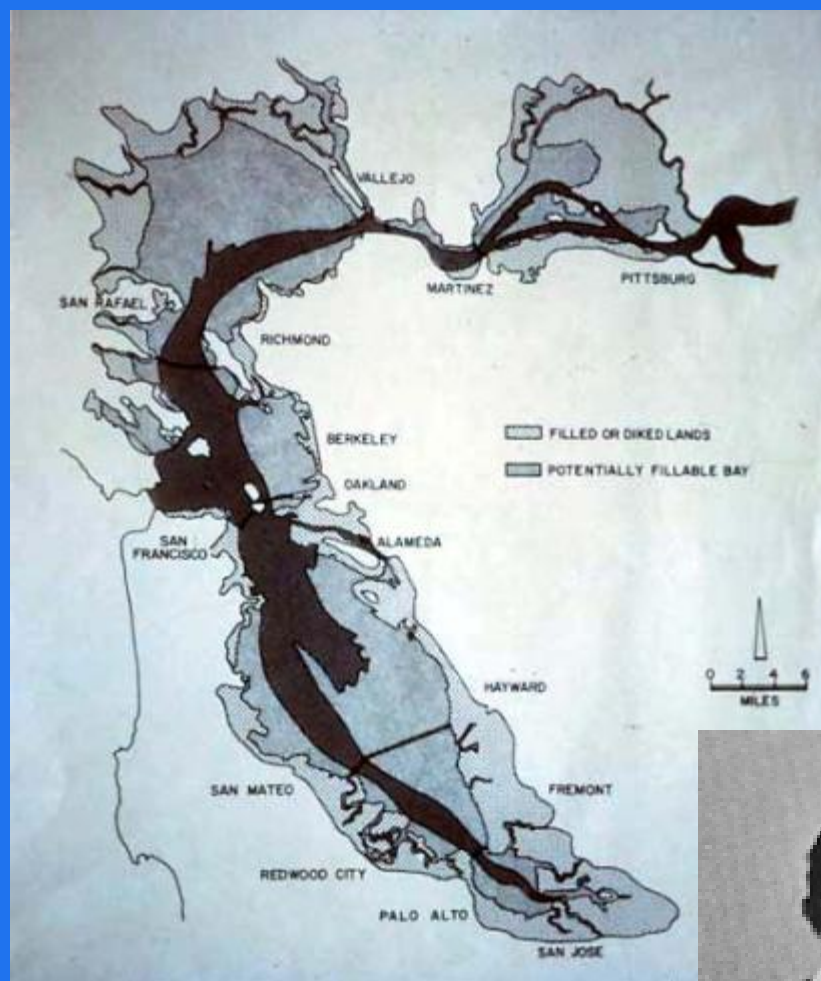 VALLEJO
MARTINEZ
PITTSBURG
SAN RAFAEL
RICHMOND
BERKELEY
FILLED OR DIKED LANDS
POTENTIALLY FILLABLE BAY
OAKLAND
SAN
FRANCISCO
ALAMEDA
0 2 4 6
MILES
HAYWARD
SAN MATEO
FREMONT
REDWOOD CITY
PALO ALTO
SAN JOSE